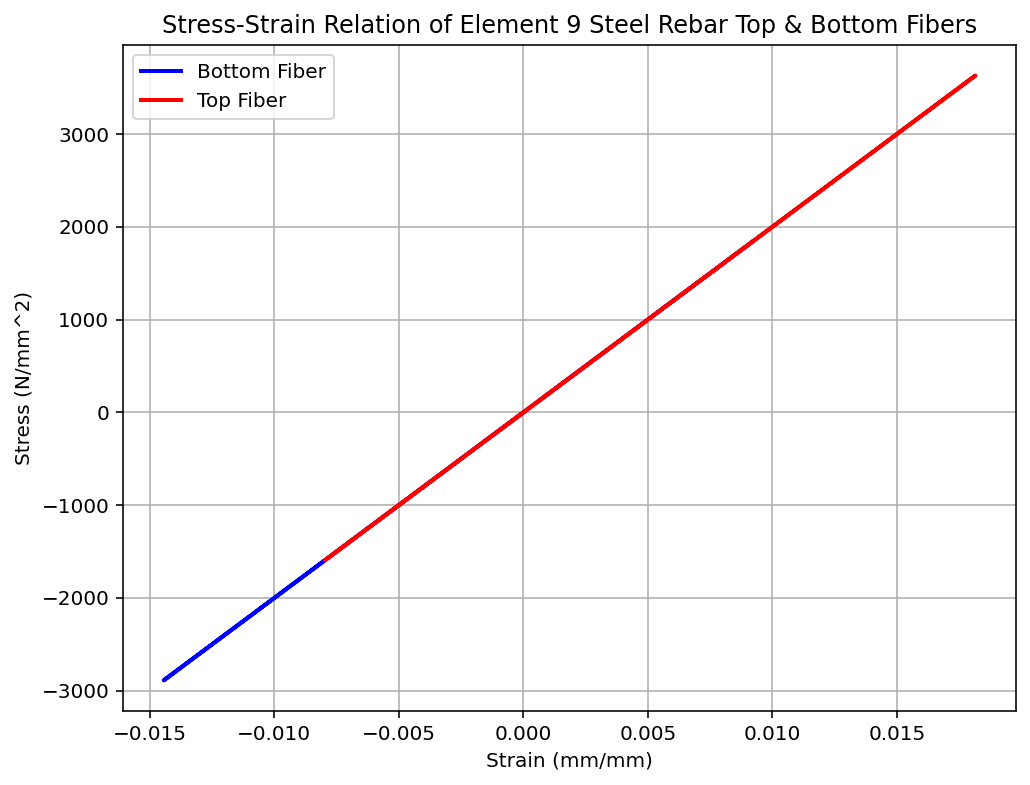 Stress-Strain Relation of Element 9 Steel Rebar Top & Bottom Fibers
Bottom Fiber
Top Fiber
3000
2000
1000
0
−1000
−2000
−3000
Stress (N/mm^2)
−0.015 −0.010 −0.005 0.000 0.005 0.010 0.015
Strain (mm/mm)